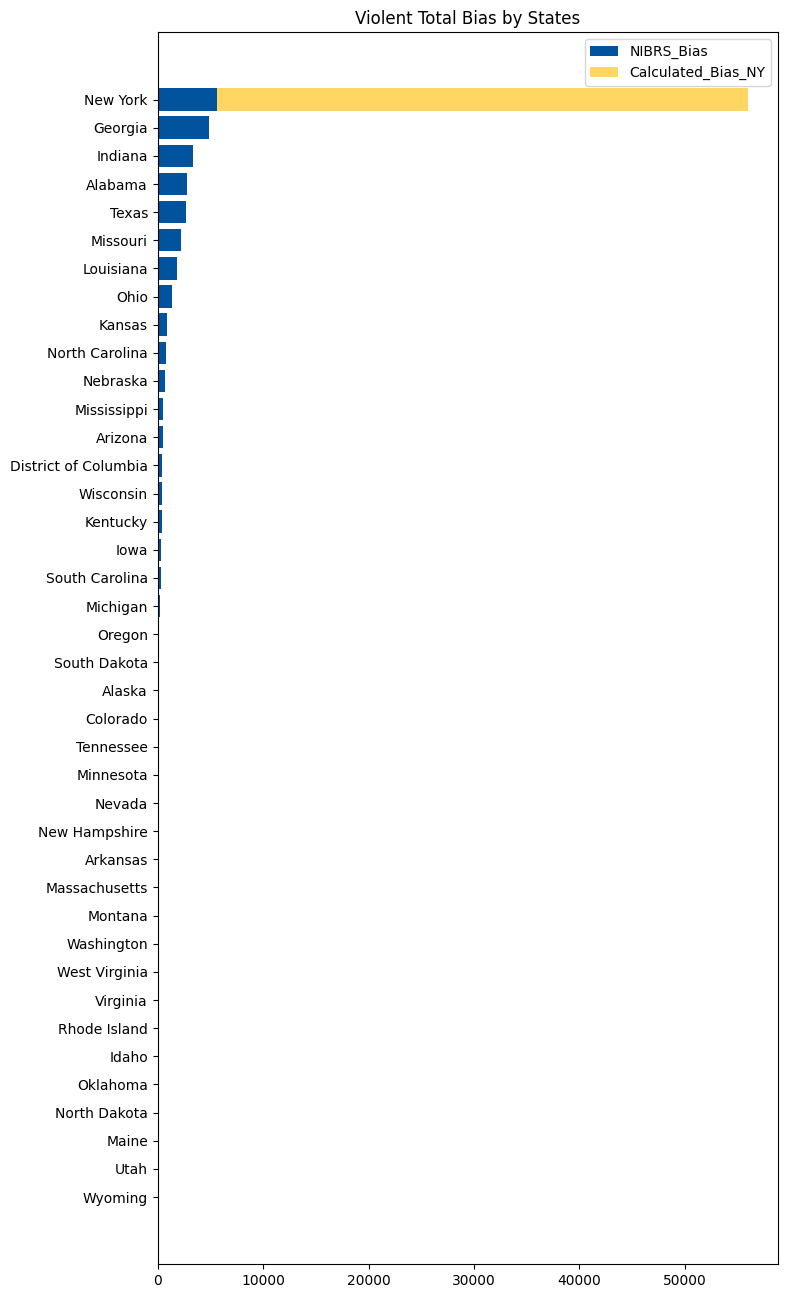 Violent Total Bias by States
NIBRS_Bias
Calculated_Bias_NY
New York
Georgia
Indiana
Alabama
Texas
Missouri
Louisiana
Ohio
Kansas
North Carolina
Nebraska
Mississippi
Arizona
District of Columbia
Wisconsin
Kentucky
Iowa
South Carolina
Michigan
Oregon
South Dakota
Alaska
Colorado
Tennessee
Minnesota
Nevada
New Hampshire
Arkansas
Massachusetts
Montana
Washington
West Virginia
Virginia
Rhode Island
Idaho
Oklahoma
North Dakota
Maine
Utah
Wyoming
0 10000 20000 30000 40000 50000